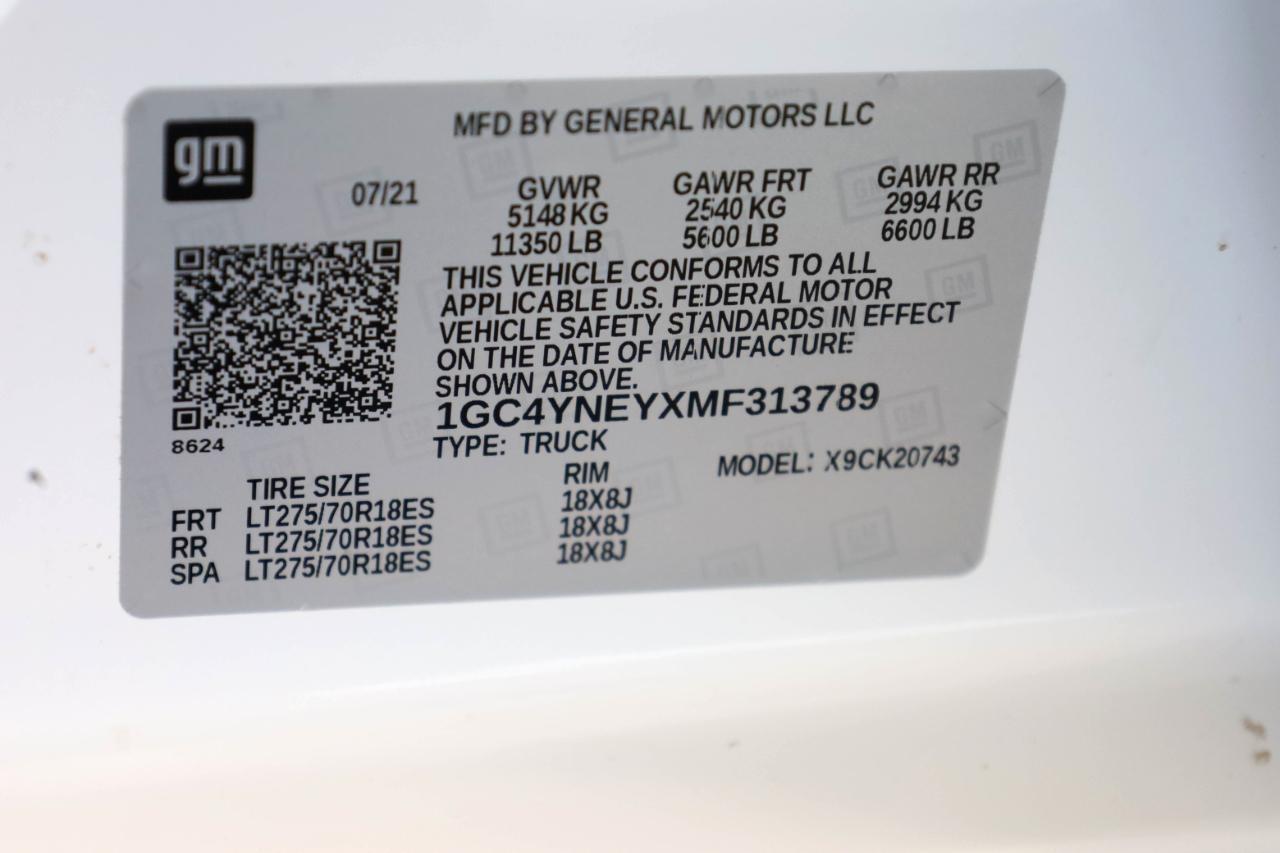 gm
MFD BY GENERAL MOTORS LLC
07/21
GVWR GAWR FRT GAWR RR
5148 KG 2540 KG 2994 KG
11350 LB 5600 LB 6600 LB
THIS VEHICLE CONFORMS TO ALL
APPLICABLE U.S. FEDERAL MOTOR
VEHICLE SAFETY STANDARDS IN EFFECT
ON THE DATE OF MANUFACTURE
SHOWN ABOVE.
1GC4YNEYXMF313789
8624
TYPE: TRUCK MODEL: X9CK20743
TIRE SIZE RIM
FRT LT275/70R18ES 18X8J
RR LT275/70R18ES 18X8J
SPA LT275/70R18ES 18X8J